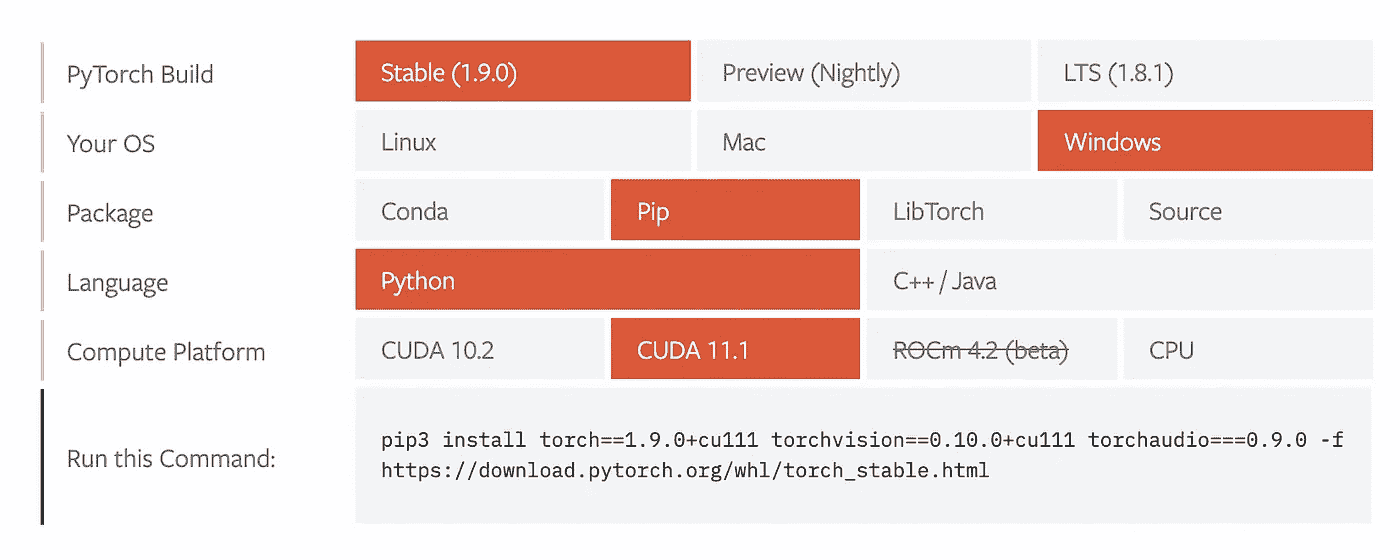 PyTorch Build Stable (1.9.0) Preview (Nightly) LTS (1.8.1)
Your OS Linux Mac Windows
Package Conda Pip LibTorch Source
Language Python C++ / Java
Compute Platform CUDA 10.2 CUDA 11.1 ROCm 4.2 (beta) CPU
Run this Command: pip3 install torch==1.9.0+cu111 torchvision==0.10.0+cu111 torchaudio===0.9.0 -f
https://download.pytorch.org/whl/torch_stable.html